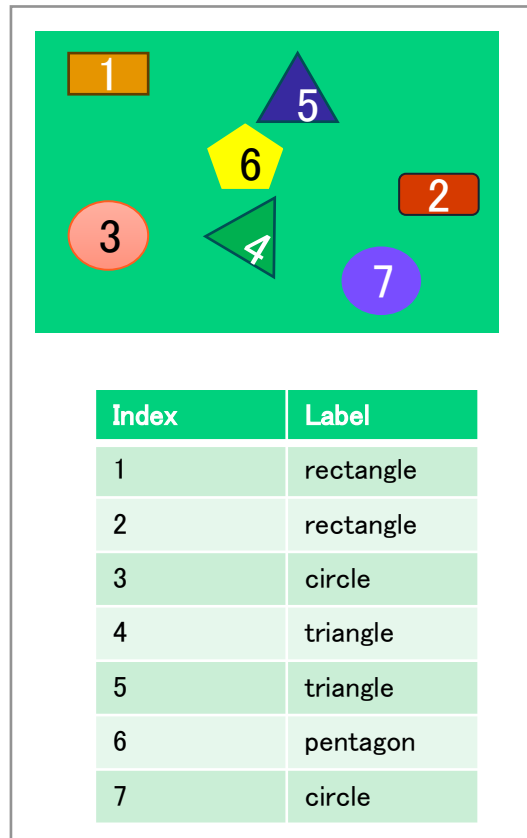 1
5
6
2
3
4
7
Index Label
1 rectangle
2 rectangle
3 circle
4 triangle
5 triangle
6 pentagon
7 circle